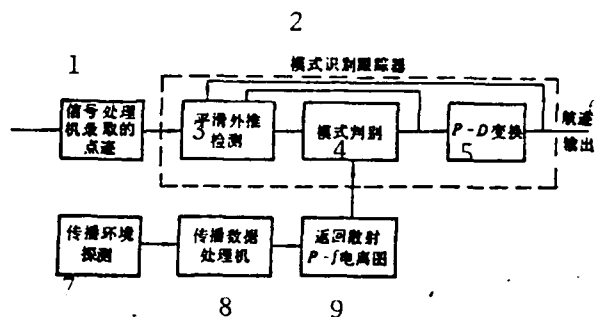 2
1
模式识别跟踪器
信号处理
机录取的
点迹
平滑外推
3
检测
模式判别
4
P-D变换
5
航迹
输出
传播环境
探测
7
传播数据
处理机
8
返回散射
P-f电离图
9